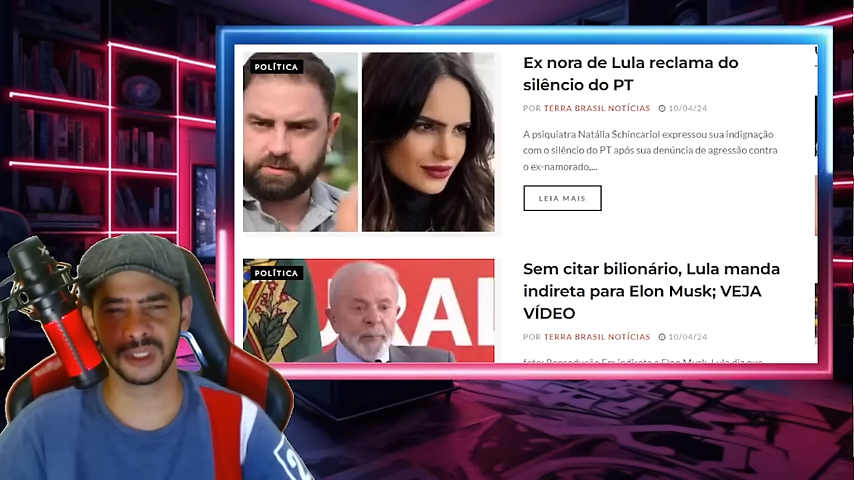 POLÍTICA
Ex nora de Lula reclama do
silêncio do PT
POR TERRA BRASIL NOTÍCIAS 10/04/24
A psiquiatra Natália Schincariol expressou sua indignação
com o silêncio do PT após sua denúncia de agressão contra
o ex-namorado,...
LEIA MAIS
POLÍTICA
RAL
Sem citar bilionário, Lula manda
indireta para Elon Musk; VEJA
VÍDEO
POR TERRA BRASIL NOTÍCIAS 10/04/24
2